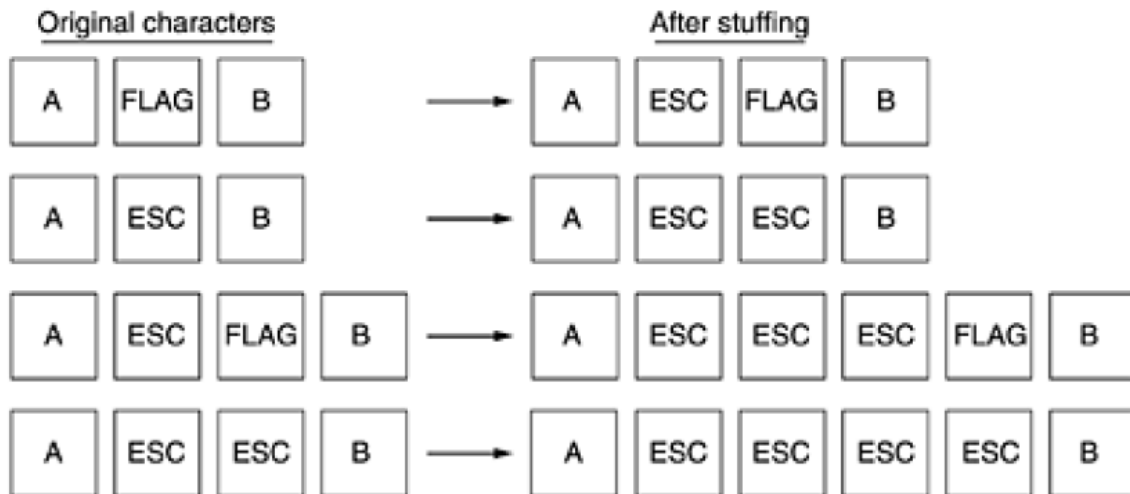 Original characters After stuffing
A FLAG B A ESC FLAG B
A ESC B A ESC ESC B
A ESC FLAG B A ESC ESC ESC FLAG B
A ESC ESC B A ESC ESC ESC ESC B